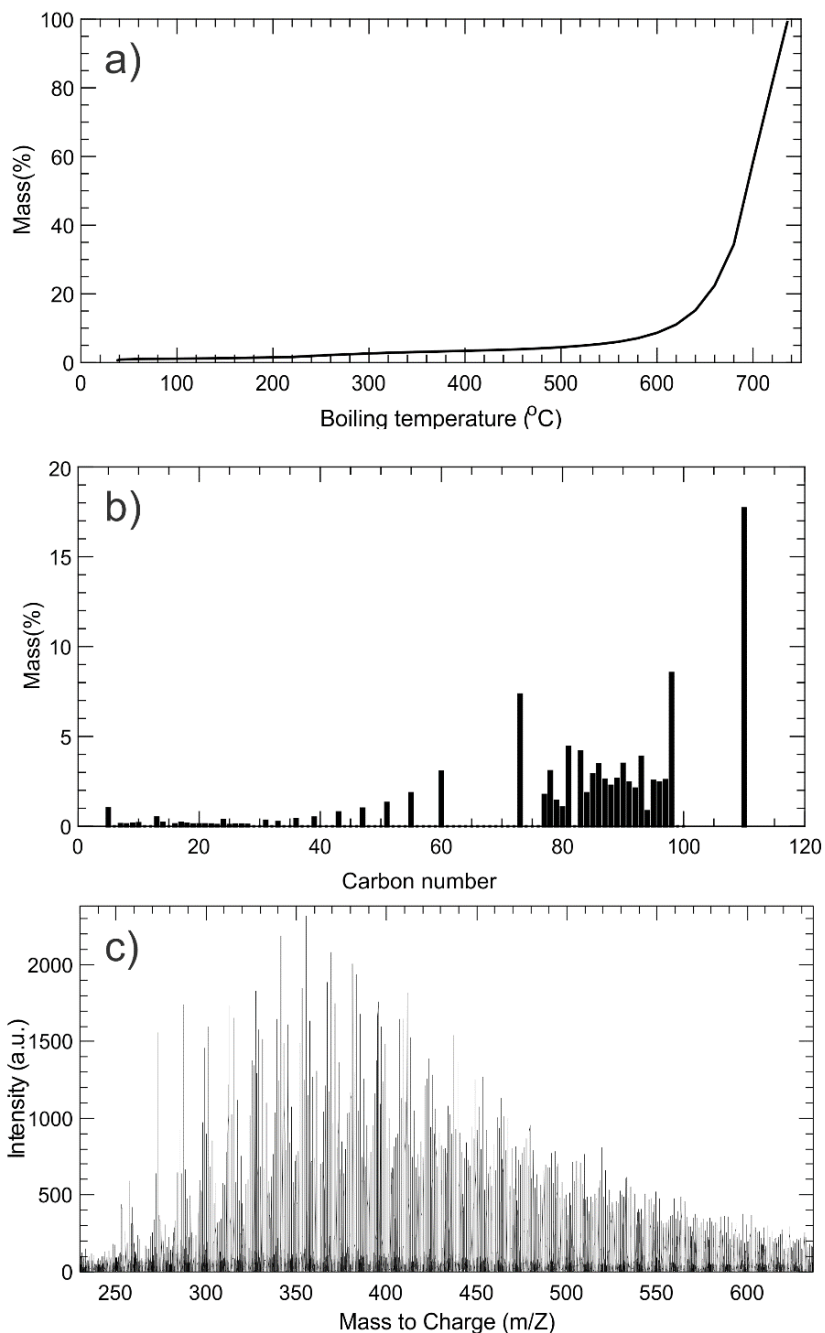 a)
100
80
60
40
20
0
Mass(%)
0 100 200 300 400 500 600 700
Boiling temperature (°C)
b)
20
15
10
5
0
Mass(%)
0 20 40 60 80 100 120
Carbon number
c)
2000
1500
1000
500
0
Intensity (a.u.)
250 300 350 400 450 500 550 600
Mass to Charge (m/Z)